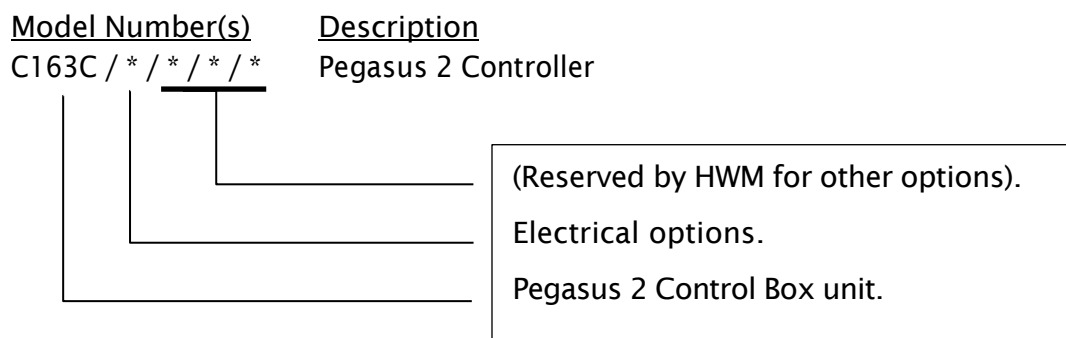 Model Number(s) Description
C163C / * / * / * / * Pegasus 2 Controller
(Reserved by HWM for other options).
Electrical options.
Pegasus 2 Control Box unit.